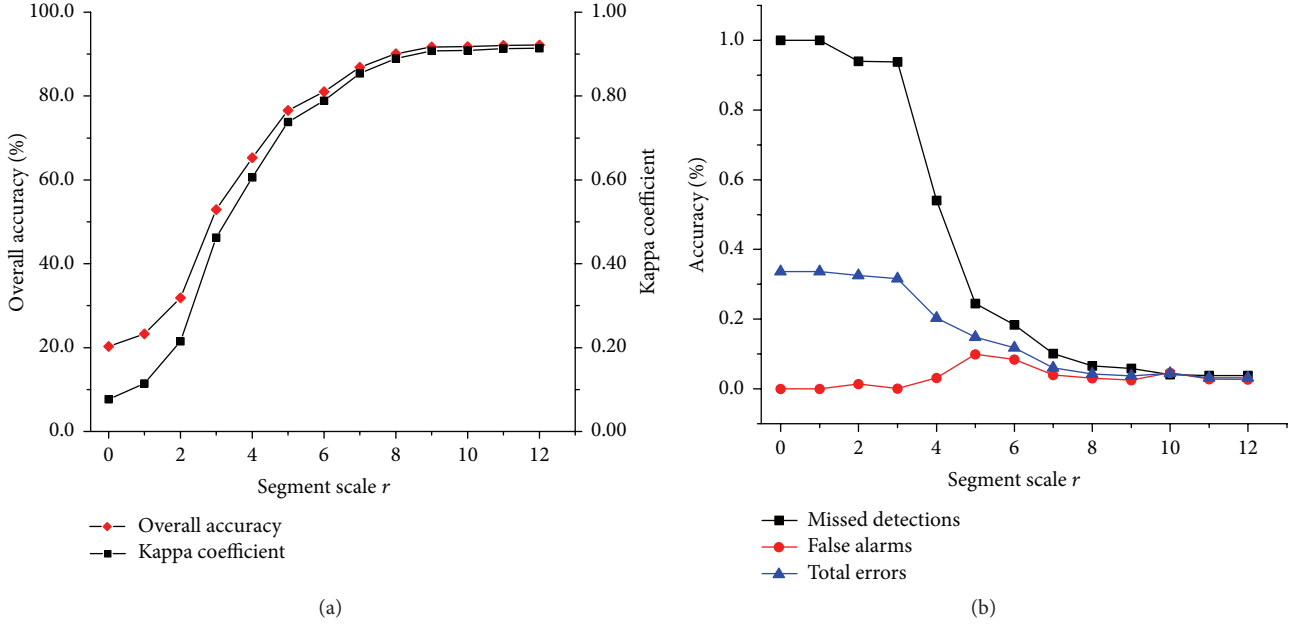 100.0
80.0
60.0
40.0
20.0
0.0
Overall accuracy (%)
1.00
0.80
0.60
0.40
0.20
0.00
Kappa coefficient
0 2 4 6 8 10 12
Segment scale r
Overall accuracy
Kappa coefficient
(a)
1.0
0.8
0.6
0.4
0.2
0.0
Accuracy (%)
0 2 4 6 8 10 12
Segment scale r
Missed detections
False alarms
Total errors
(b)